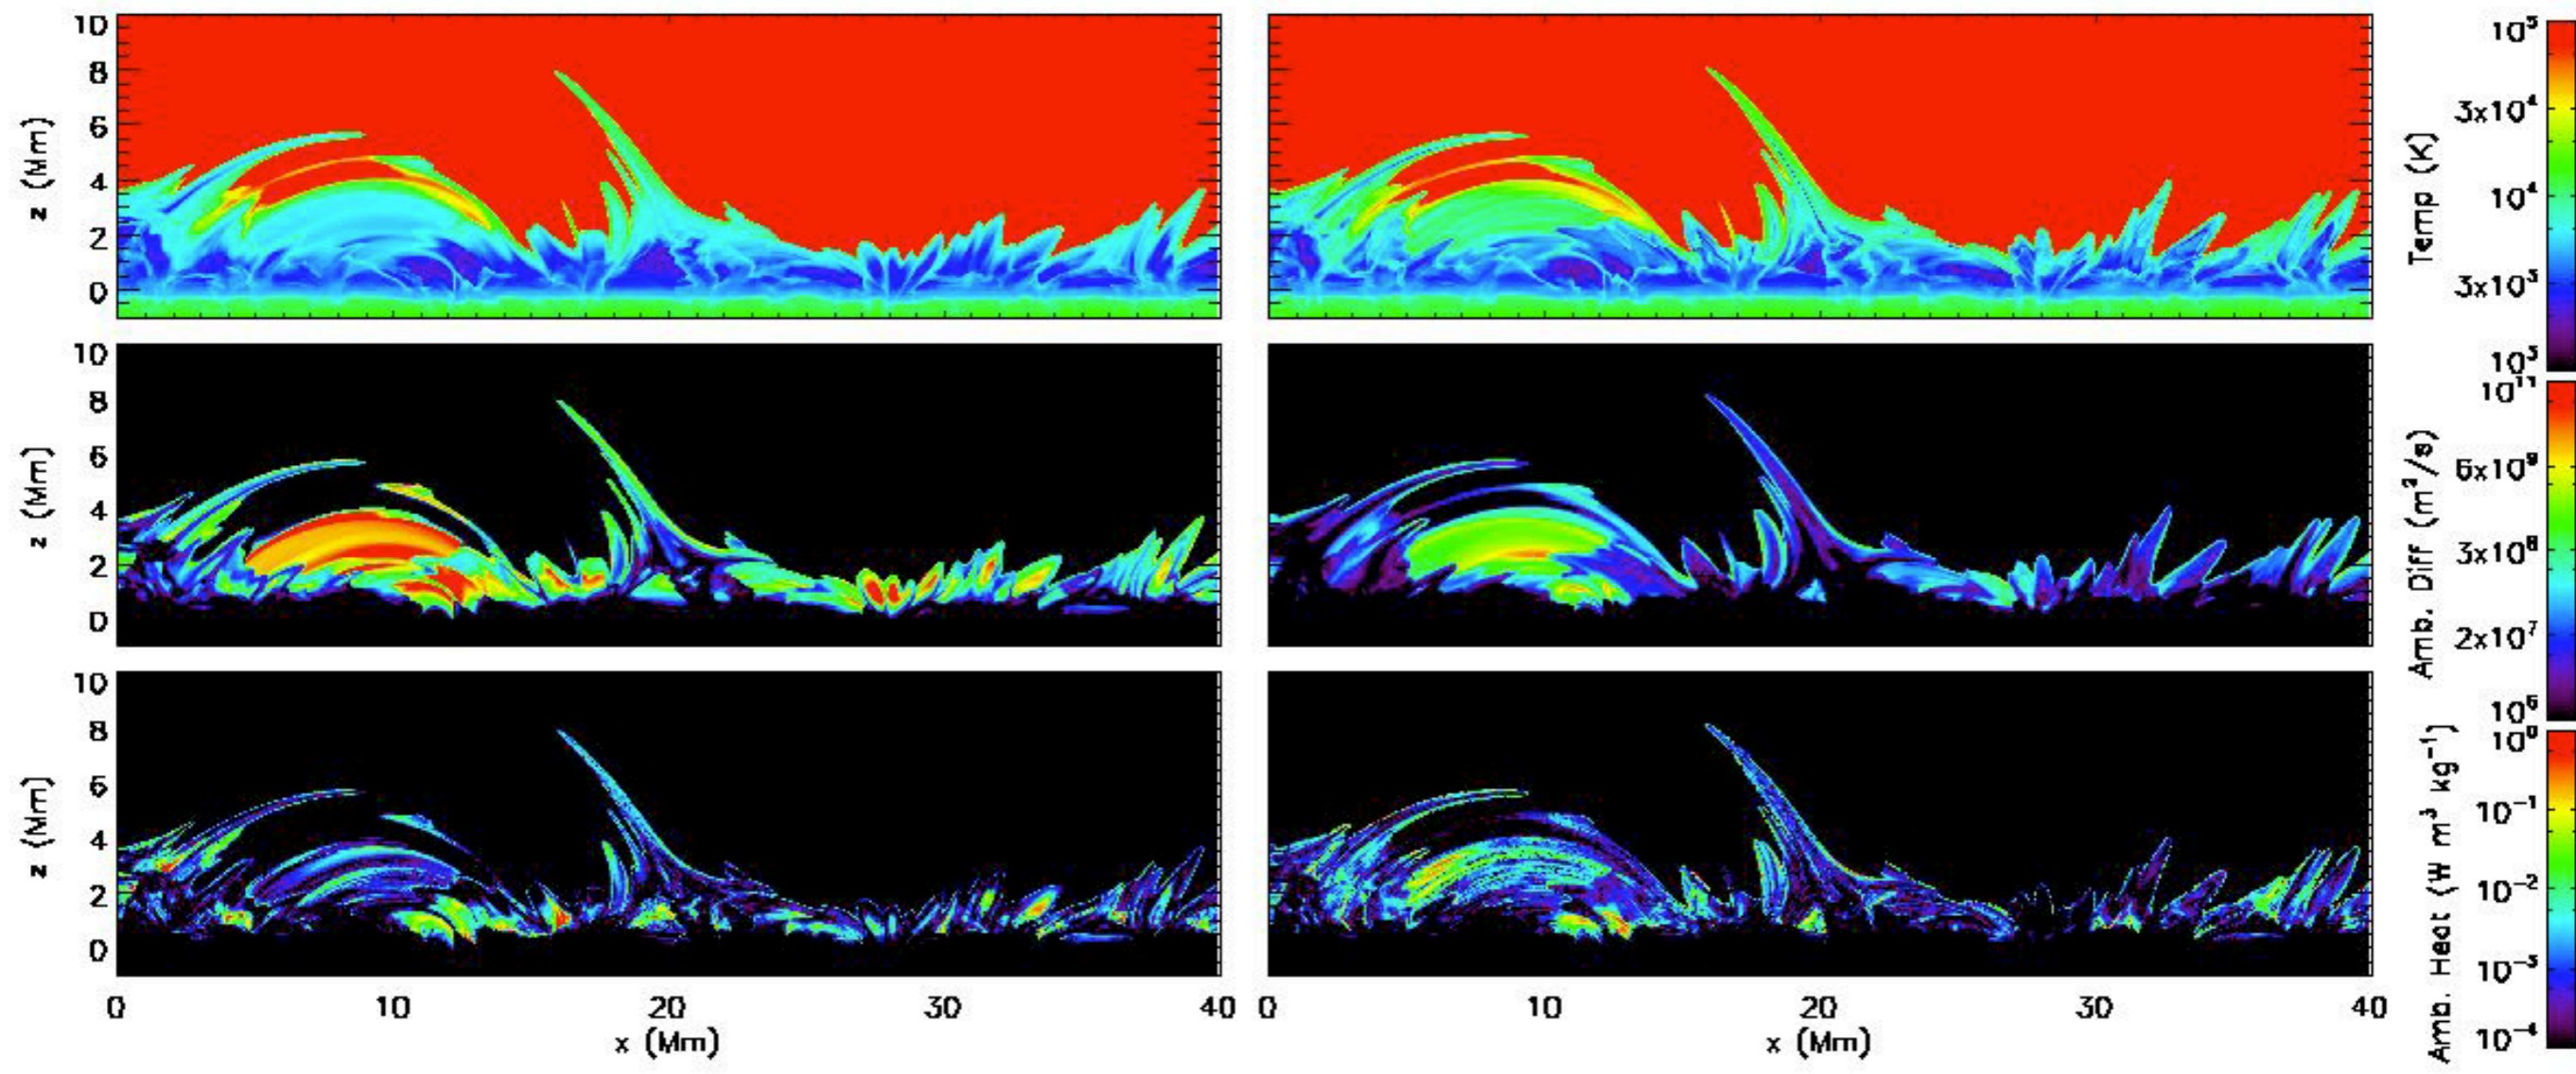 10
8
6
4
2
0
z (Mm)
10⁵
3x10⁴
10⁴
3x10³
10³
Temp (K)
10
8
6
4
2
0
z (Mm)
10¹¹
6x10⁹
3x10⁸
2x10⁷
10⁶
Amb. Diff (m²/s)
10
8
6
4
2
0
z (Mm)
10⁰
10⁻¹
10⁻²
10⁻³
10⁻⁴
Amb. Heat (W m³ kg⁻¹)
0 10 20 30 40
x (Mm)
0 10 20 30 40
x (Mm)